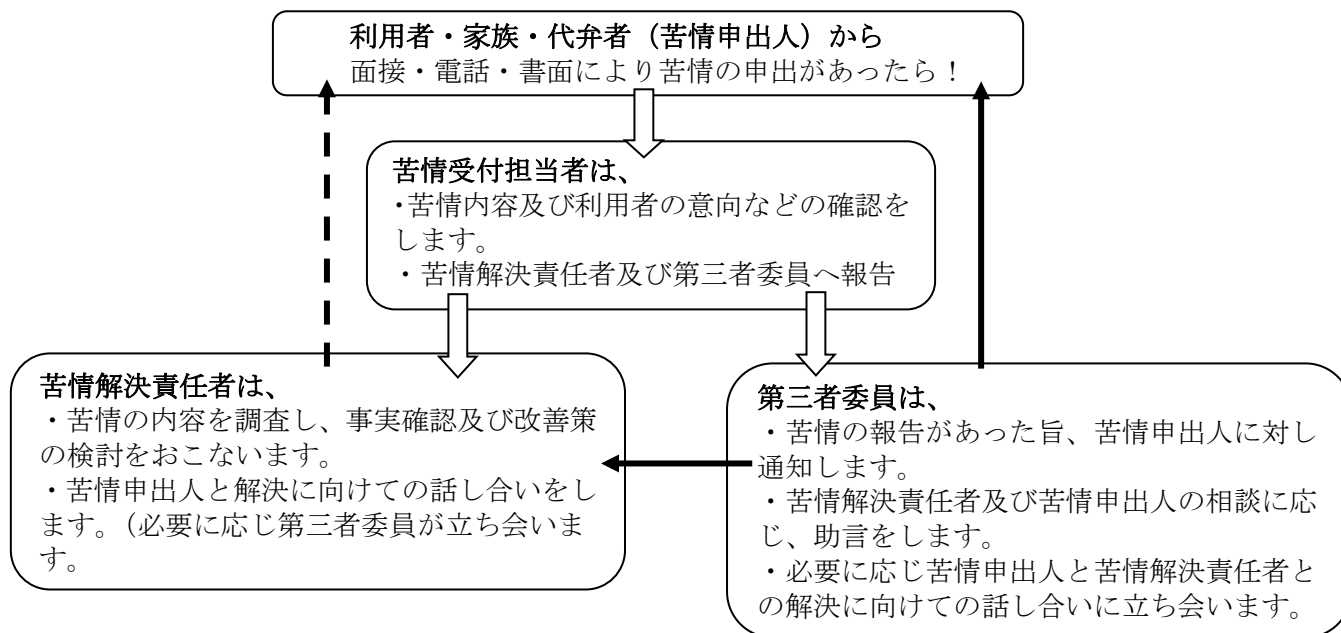 利用者・家族・代弁者（苦情申出人）から
面接・電話・書面により苦情の申出があったら！
苦情受付担当者は、
・苦情内容及び利用者の意向などの確認を
します。
・苦情解決責任者及び第三者委員へ報告
苦情解決責任者は、
・苦情の内容を調査し、事実確認及び改善策
の検討をおこないます。
・苦情申出人と解決に向けての話し合いをし
ます。（必要に応じ第三者委員が立ち会いま
す。
第三者委員は、
・苦情の報告があった旨、苦情申出人に対し
通知します。
・苦情解決責任者及び苦情申出人の相談に応
じ、助言をします。
・必要に応じ苦情申出人と苦情解決責任者と
の解決に向けての話し合いに立ち会います。